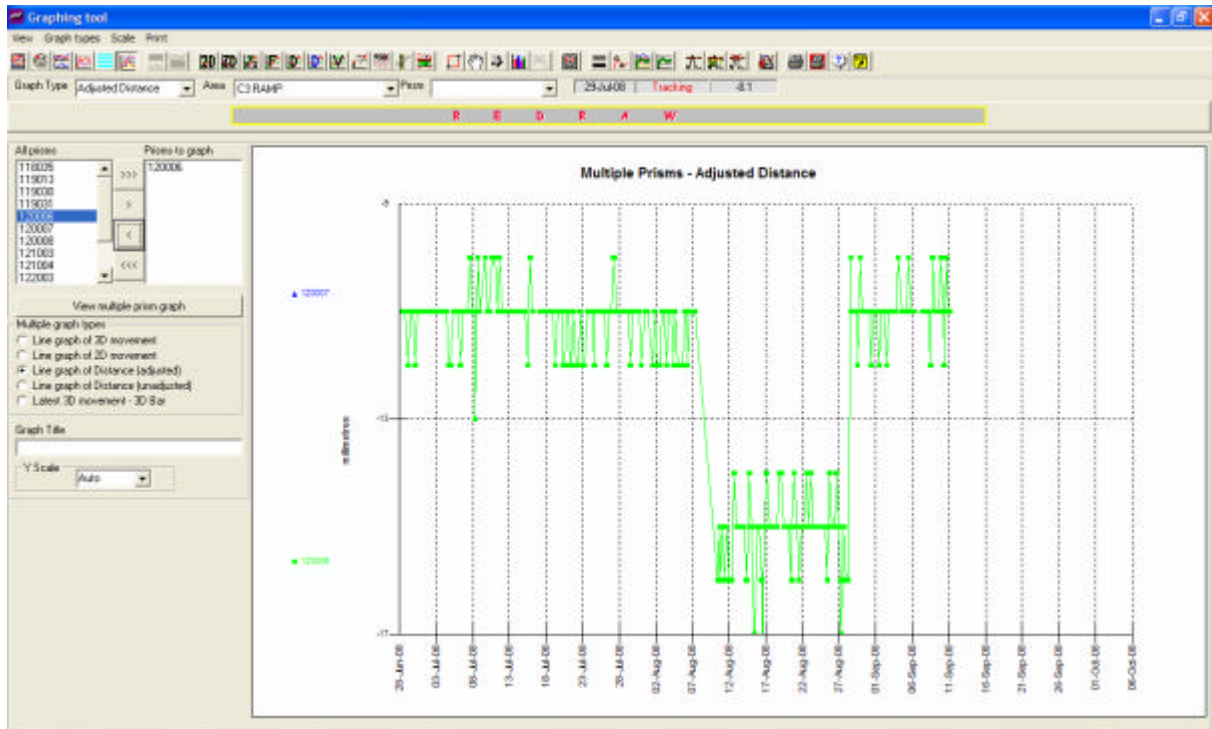 Graphing tool
View Graph types Scale Print
Graph Type Adjusted Distance Area C3 RAMP Prism 29-Jul-08 Tracking -8.1
R E D R A W
All prisms Prisms to graph
118035
119013
119030
119031
120006
120007
120008
121003
121004
122003
>>>
>
<
<<<
120006
View multiple prism graph
Multiple graph types
Line graph of 3D movement
Line graph of 2D movement
Line graph of Distance (adjusted)
Line graph of Distance (unadjusted)
Latest 3D movement - 3D Bar
Graph Title
Y Scale
Auto
Multiple Prisms - Adjusted Distance
-9
120007
-13
millimetres
120006
-17
28-Jun-08
03-Jul-08
08-Jul-08
13-Jul-08
18-Jul-08
23-Jul-08
28-Jul-08
02-Aug-08
07-Aug-08
12-Aug-08
17-Aug-08
22-Aug-08
27-Aug-08
01-Sep-08
06-Sep-08
11-Sep-08
16-Sep-08
21-Sep-08
26-Sep-08
01-Oct-08
06-Oct-08